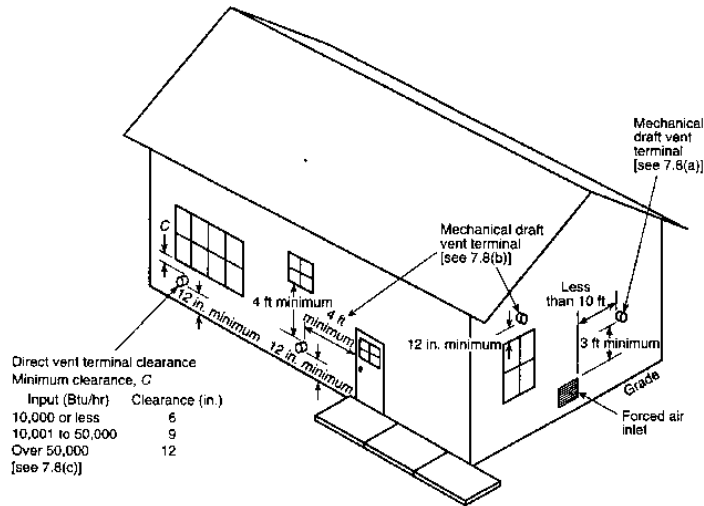 Mechanical
draft vent
terminal
[see 7.8(a)]
Mechanical draft
vent terminal
[see 7.8(b)]
C
Less
than 10 ft
4 ft minimum
4 ft
minimum
12 in. minimum
12 in. minimum
12 in. minimum
3 ft minimum
Grade
Forced air
inlet
Direct vent terminal clearance
Minimum clearance, C
Input (Btu/hr) Clearance (in.)
10,000 or less 6
10,001 to 50,000 9
Over 50,000 12
[see 7.8(c)]